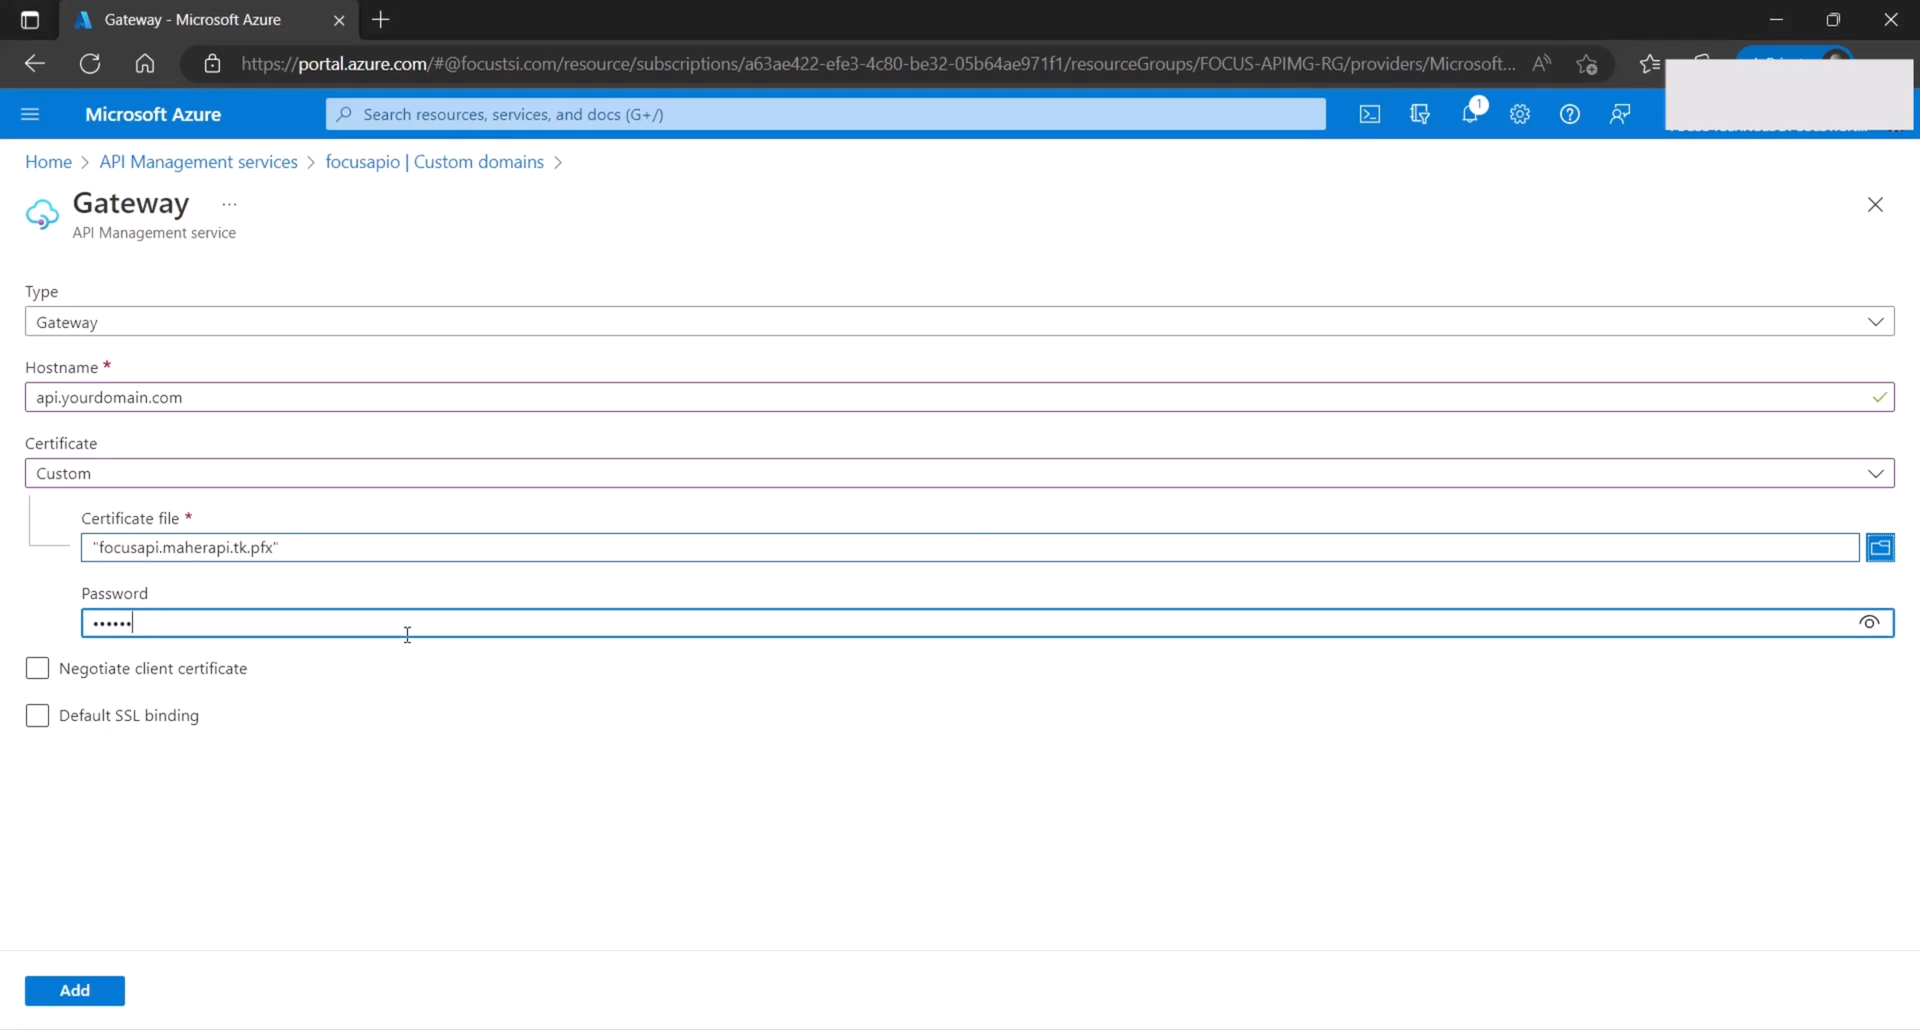 Gateway - Microsoft Azure
https://portal.azure.com/#@focustsi.com/resource/subscriptions/a63ae422-efe3-4c80-be32-05b64ae971f1/resourceGroups/FOCUS-APIMG-RG/providers/Microsoft...
Microsoft Azure
Search resources, services, and docs (G+/)
1
Home > API Management services > focusapio | Custom domains >
Gateway ...
API Management service
Type
Gateway
Hostname *
api.yourdomain.com
Certificate
Custom
Certificate file *
"focusapi.maherapi.tk.pfx"
Password
••••••
Negotiate client certificate
Default SSL binding
Add